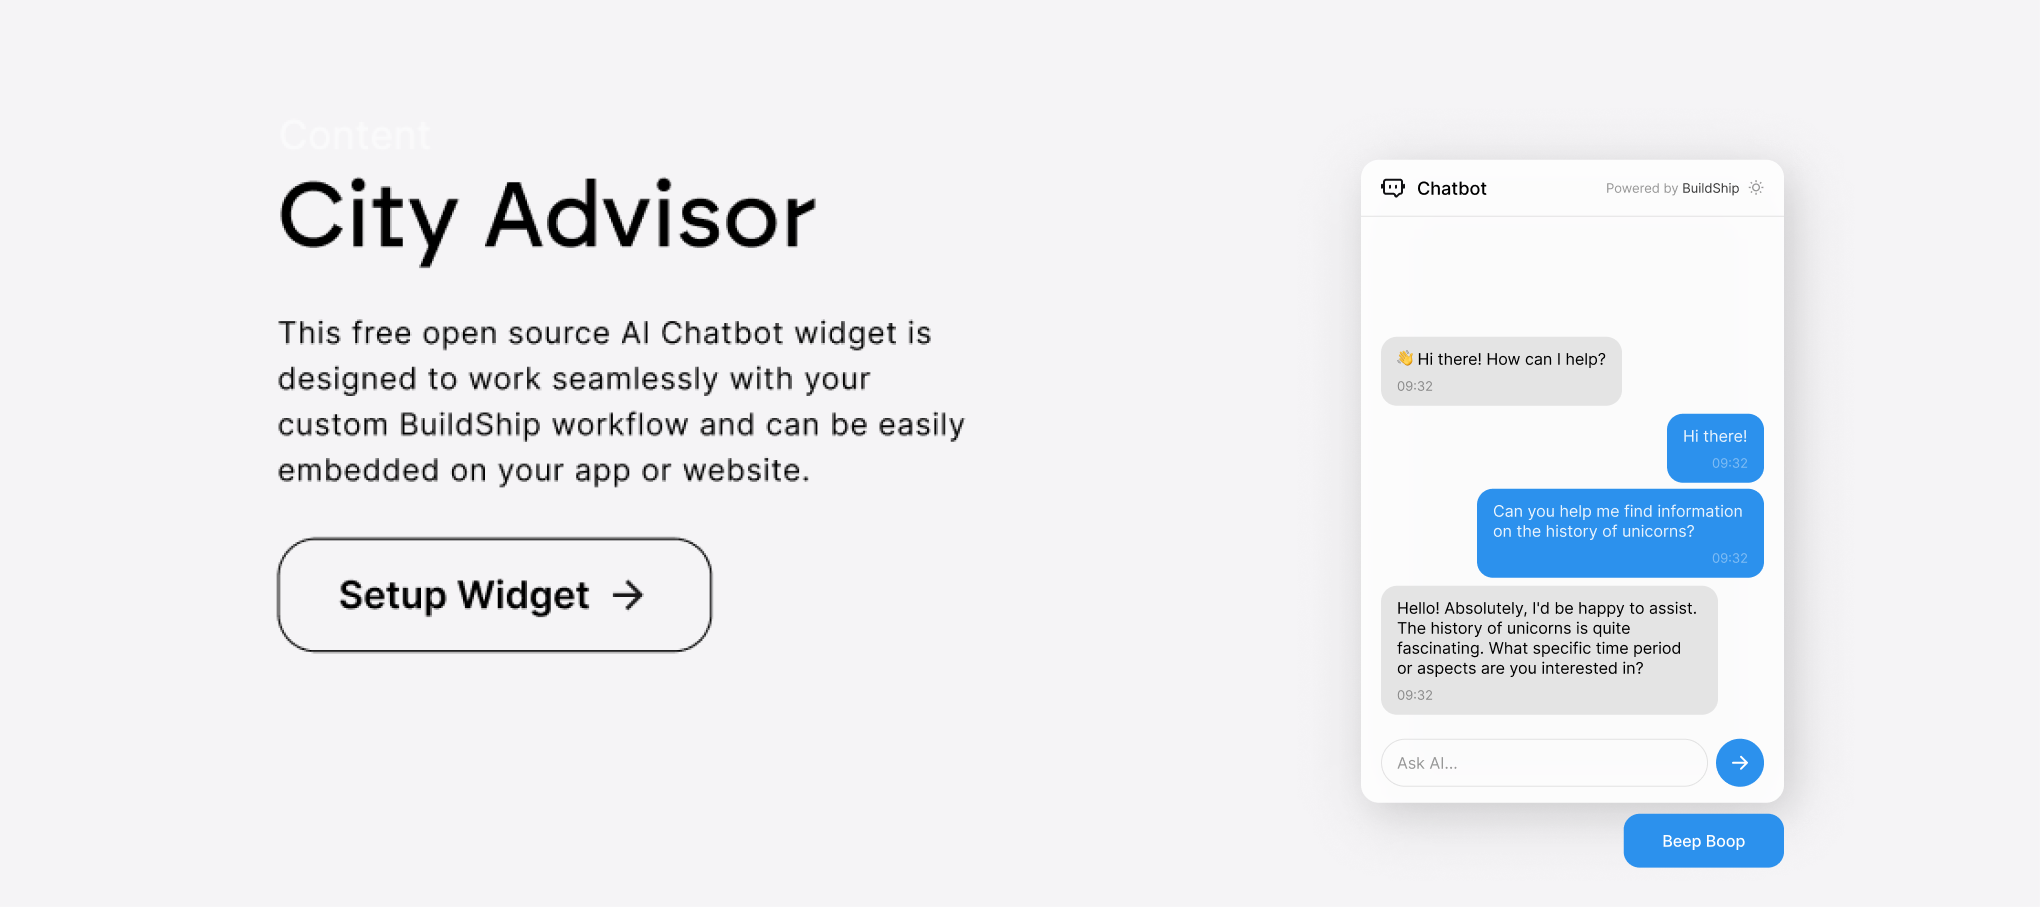 Content
City Advisor
This free open source AI Chatbot widget is
designed to work seamlessly with your
custom BuildShip workflow and can be easily
embedded on your app or website.
Setup Widget →
Chatbot
Powered by BuildShip
👋 Hi there! How can I help?
09:32
Hi there!
09:32
Can you help me find information
on the history of unicorns?
09:32
Hello! Absolutely, I'd be happy to assist.
The history of unicorns is quite
fascinating. What specific time period
or aspects are you interested in?
09:32
Ask AI...
Beep Boop